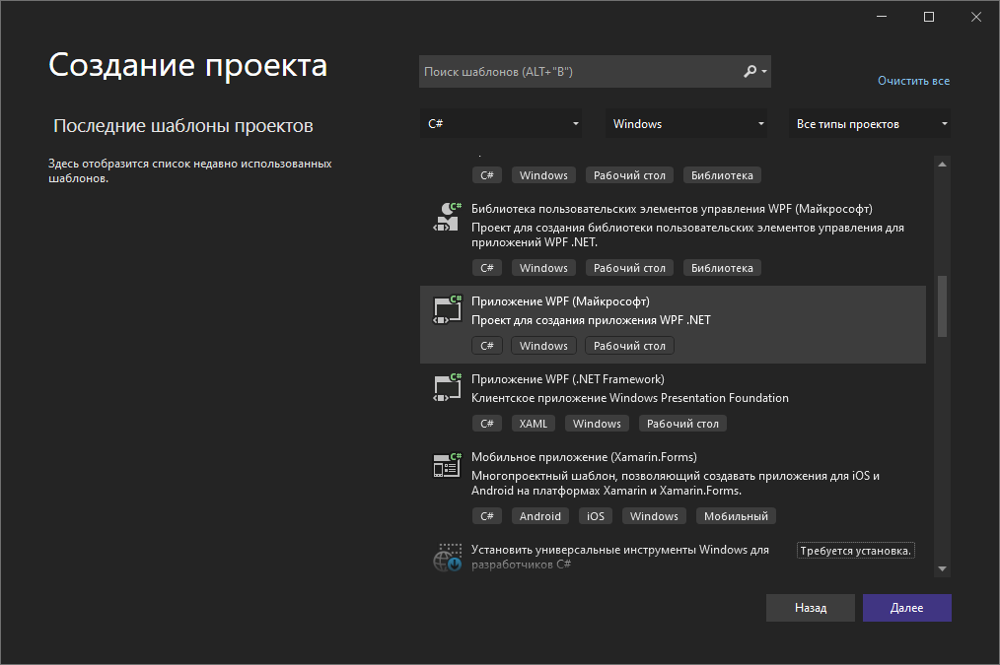 Создание проекта
Последние шаблоны проектов
Здесь отобразится список недавно использованных
шаблонов.
Поиск шаблонов (ALT+"B")
Очистить все
C# Windows Все типы проектов
C# Windows Рабочий стол Библиотека
C#
Библиотека пользовательских элементов управления WPF (Майкрософт)
Проект для создания библиотеки пользовательских элементов управления для
приложений WPF .NET.
C# Windows Рабочий стол Библиотека
C#
Приложение WPF (Майкрософт)
Проект для создания приложения WPF .NET
C# Windows Рабочий стол
C#
Приложение WPF (.NET Framework)
Клиентское приложение Windows Presentation Foundation
C# XAML Windows Рабочий стол
C#
Мобильное приложение (Xamarin.Forms)
Многопроектный шаблон, позволяющий создавать приложения для iOS и
Android на платформах Xamarin и Xamarin.Forms.
C# Android iOS Windows Мобильный
Установить универсальные инструменты Windows для
разработчиков C#
Требуется установка.
Назад Далее